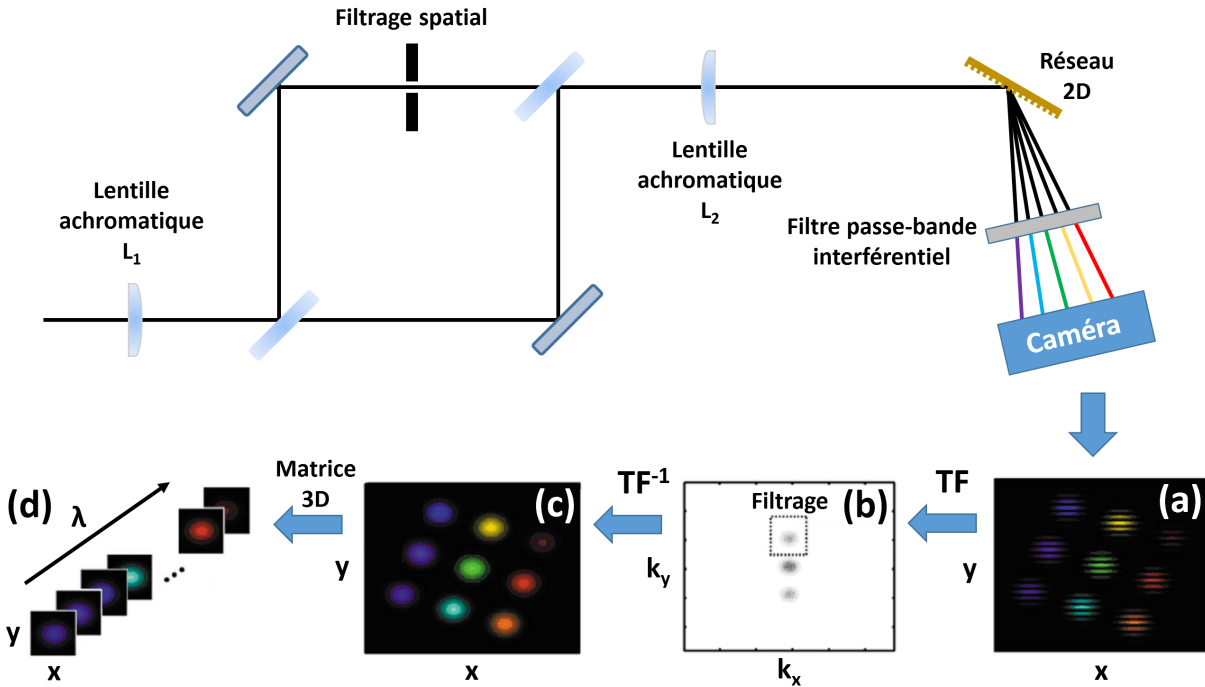 Filtrage spatial
Réseau
2D
Lentille
achromatique
L1
Lentille
achromatique
L2
Filtre passe-bande
interférentiel
Caméra
(d)
λ
y
x
Matrice
3D
(c)
y
x
TF-1
Filtrage
(b)
ky
kx
TF
(a)
y
x